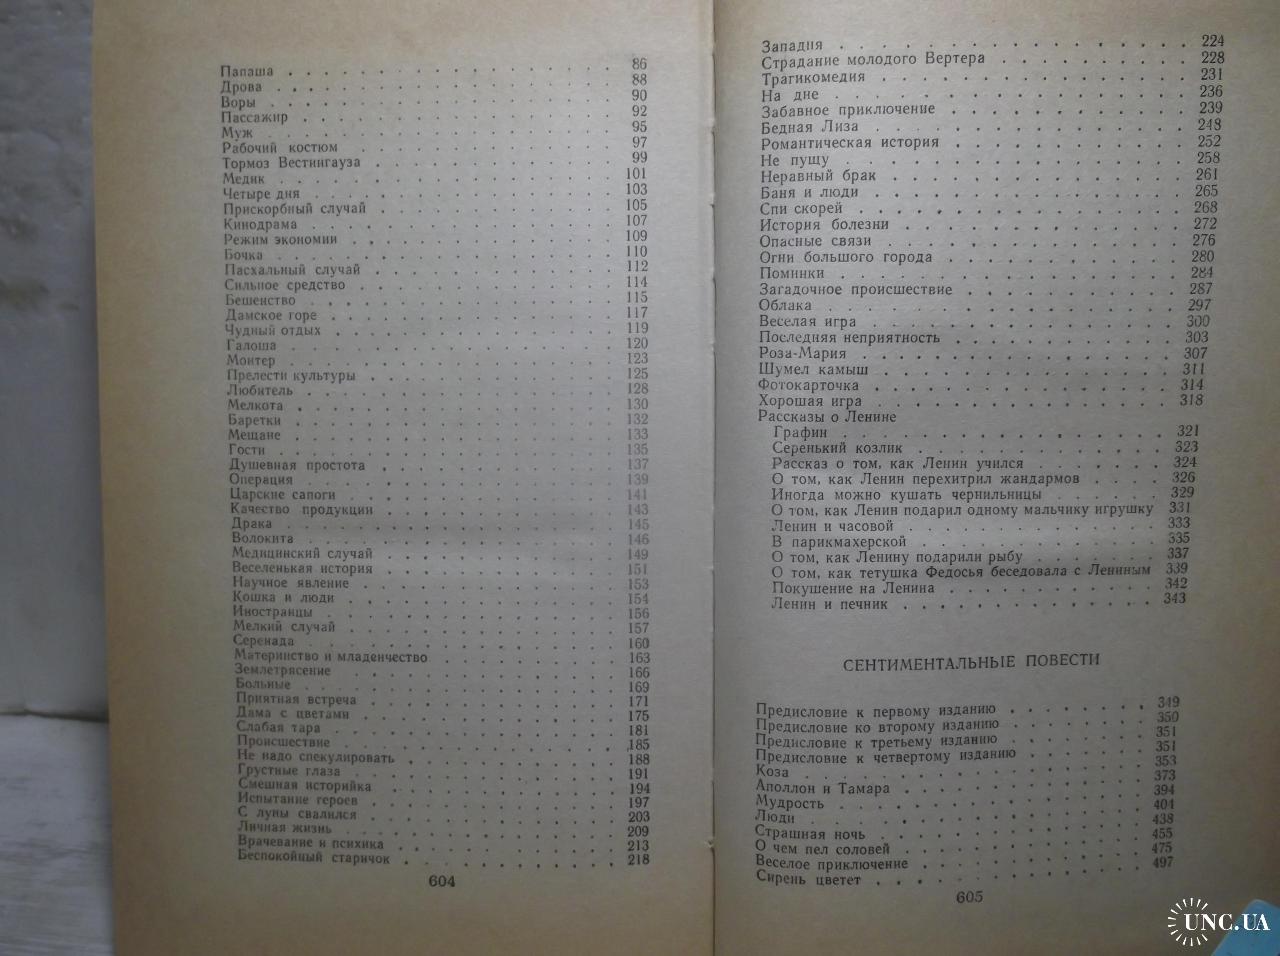 Папаша . . . . . . . . . . . . . . . . . . . 86
Дрова . . . . . . . . . . . . . . . . . . . 88
Воры . . . . . . . . . . . . . . . . . . . 90
Пассажир . . . . . . . . . . . . . . . . . . . 92
Муж . . . . . . . . . . . . . . . . . . . 95
Рабочий костюм . . . . . . . . . . . . . . . . 97
Тормоз Вестингауза . . . . . . . . . . . . . . 99
Медик . . . . . . . . . . . . . . . . . . . 101
Четыре дня . . . . . . . . . . . . . . . . . . 103
Прискорбный случай . . . . . . . . . . . . . . 105
Кинодрама . . . . . . . . . . . . . . . . . . 107
Режим экономии . . . . . . . . . . . . . . . . 109
Бочка . . . . . . . . . . . . . . . . . . . 110
Пасхальный случай . . . . . . . . . . . . . . 112
Сильное средство . . . . . . . . . . . . . . . 114
Бешенство . . . . . . . . . . . . . . . . . . 115
Дамское горе . . . . . . . . . . . . . . . . . 117
Чудный отдых . . . . . . . . . . . . . . . . . 119
Галоша . . . . . . . . . . . . . . . . . . . 120
Монтер . . . . . . . . . . . . . . . . . . . 123
Прелести культуры . . . . . . . . . . . . . . 125
Любитель . . . . . . . . . . . . . . . . . . 128
Мелкота . . . . . . . . . . . . . . . . . . . 130
Баретки . . . . . . . . . . . . . . . . . . . 132
Мещане . . . . . . . . . . . . . . . . . . . 133
Гости . . . . . . . . . . . . . . . . . . . 135
Душевная простота . . . . . . . . . . . . . . 137
Операция . . . . . . . . . . . . . . . . . . 139
Царские сапоги . . . . . . . . . . . . . . . . 141
Качество продукции . . . . . . . . . . . . . . 143
Драка . . . . . . . . . . . . . . . . . . . 145
Волокита . . . . . . . . . . . . . . . . . . 146
Медицинский случай . . . . . . . . . . . . . . 149
Веселенькая история . . . . . . . . . . . . . 151
Научное явление . . . . . . . . . . . . . . . 153
Кошка и люди . . . . . . . . . . . . . . . . 154
Иностранцы . . . . . . . . . . . . . . . . . 156
Мелкий случай . . . . . . . . . . . . . . . . 157
Серенада . . . . . . . . . . . . . . . . . . 160
Материнство и младенчество . . . . . . . . . . 163
Землетрясение . . . . . . . . . . . . . . . . 166
Больные . . . . . . . . . . . . . . . . . . . 169
Приятная встреча . . . . . . . . . . . . . . . 171
Дама с цветами . . . . . . . . . . . . . . . . 175
Слабая тара . . . . . . . . . . . . . . . . . 181
Происшествие . . . . . . . . . . . . . . . . . 185
Не надо спекулировать . . . . . . . . . . . . 188
Грустные глаза . . . . . . . . . . . . . . . . 191
Смешная историйка . . . . . . . . . . . . . . 194
Испытание героев . . . . . . . . . . . . . . . 197
С луны свалился . . . . . . . . . . . . . . . 203
Личная жизнь . . . . . . . . . . . . . . . . . 209
Врачевание и психика . . . . . . . . . . . . . 213
Беспокойный старичок . . . . . . . . . . . . . 218
604
Западня . . . . . . . . . . . . . . . . . . . 224
Страдание молодого Вертера . . . . . . . . . . 228
Трагикомедия . . . . . . . . . . . . . . . . . 231
На дне . . . . . . . . . . . . . . . . . . . 236
Забавное приключение . . . . . . . . . . . . . 239
Бедная Лиза . . . . . . . . . . . . . . . . . 248
Романтическая история . . . . . . . . . . . . 252
Не пущу . . . . . . . . . . . . . . . . . . . 258
Неравный брак . . . . . . . . . . . . . . . . 261
Баня и люди . . . . . . . . . . . . . . . . . 265
Спи скорей . . . . . . . . . . . . . . . . . . 268
История болезни . . . . . . . . . . . . . . . 272
Опасные связи . . . . . . . . . . . . . . . . 276
Огни большого города . . . . . . . . . . . . . 280
Поминки . . . . . . . . . . . . . . . . . . . 284
Загадочное происшествие . . . . . . . . . . . 287
Облака . . . . . . . . . . . . . . . . . . . 297
Веселая игра . . . . . . . . . . . . . . . . . 300
Последняя неприятность . . . . . . . . . . . . 303
Роза-Мария . . . . . . . . . . . . . . . . . . 307
Шумел камыш . . . . . . . . . . . . . . . . . 311
Фотокарточка . . . . . . . . . . . . . . . . . 314
Хорошая игра . . . . . . . . . . . . . . . . . 318
Рассказы о Ленине
Графин . . . . . . . . . . . . . . . . . . 321
Серенький козлик . . . . . . . . . . . . . . 323
Рассказ о том, как Ленин учился . . . . . . . 324
О том, как Ленин перехитрил жандармов . . . . 326
Иногда можно кушать чернильницы . . . . . . 329
О том, как Ленин подарил одному мальчику игрушку 331
Ленин и часовой . . . . . . . . . . . . . . 333
В парикмахерской . . . . . . . . . . . . . . 335
О том, как Ленину подарили рыбу . . . . . . . 337
О том, как тетушка Федосья беседовала с Лениным 339
Покушение на Ленина . . . . . . . . . . . . 342
Ленин и печник . . . . . . . . . . . . . . . 343
СЕНТИМЕНТАЛЬНЫЕ ПОВЕСТИ
Предисловие к первому изданию . . . . . . . . 349
Предисловие ко второму изданию . . . . . . . . 350
Предисловие к третьему изданию . . . . . . . . 351
Предисловие к четвертому изданию . . . . . . . 351
Коза . . . . . . . . . . . . . . . . . . . 353
Аполлон и Тамара . . . . . . . . . . . . . . . 373
Мудрость . . . . . . . . . . . . . . . . . . 394
Люди . . . . . . . . . . . . . . . . . . . 404
Страшная ночь . . . . . . . . . . . . . . . . 438
О чем пел соловей . . . . . . . . . . . . . . 455
Веселое приключение . . . . . . . . . . . . . 475
Сирень цветет . . . . . . . . . . . . . . . . 497
605
UNC.UA